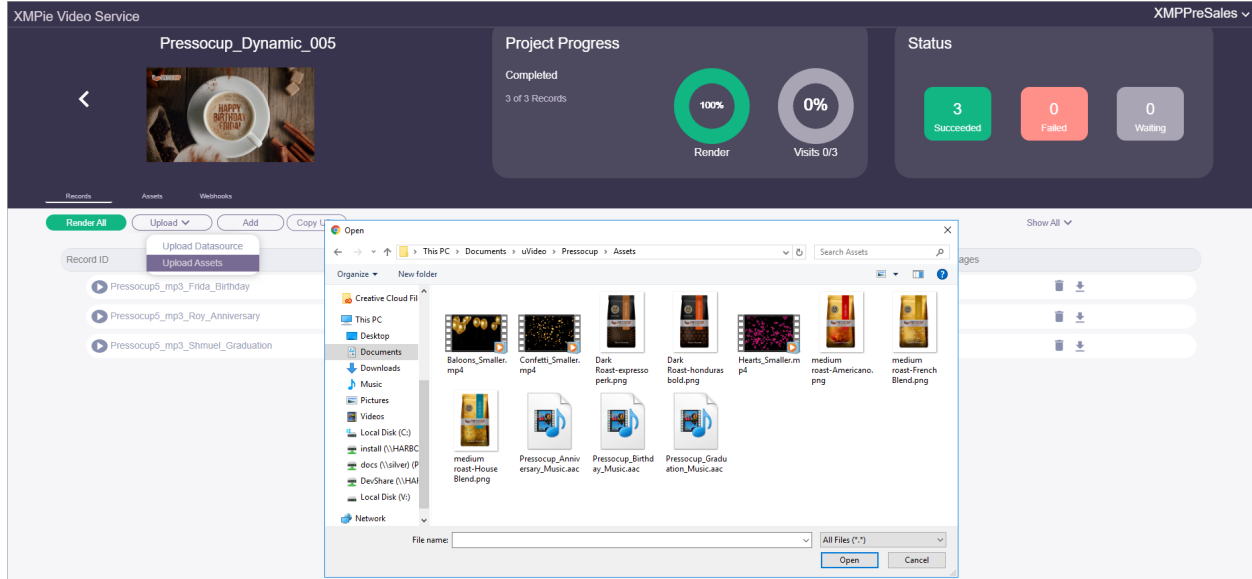 XMPie Video Service
XMPPreSales
Pressocup_Dynamic_005
HAPPY
BIRTHDAY
FRIDA!
Project Progress
Completed
3 of 3 Records
100%
Render
0%
Visits 0/3
Status
3
Succeeded
0
Failed
0
Waiting
Records
Assets
Webhooks
Render All
Upload
Add
Copy U
Show All
Upload Datasource
Upload Assets
Record ID
ages
Pressocup5_mp3_Frida_Birthday
Pressocup5_mp3_Roy_Anniversary
Pressocup5_mp3_Shmuel_Graduation
Open
This PC > Documents > uVideo > Pressocup > Assets
Search Assets
Organize
New folder
Creative Cloud Fil
This PC
Desktop
Documents
Downloads
Music
Pictures
Videos
Local Disk (C:)
install (\\HARBC
docs (\\silver) (P
DevShare (\\HAF
Local Disk (V:)
Network
Baloons_Smaller.
mp4
Confetti_Smaller.
mp4
Dark
Roast-expresso
perk.png
Dark
Roast-honduras
bold.png
Hearts_Smaller.m
p4
medium
roast-Americano.
png
medium
roast-French
Blend.png
medium
roast-House
Blend.png
Pressocup_Anniv
ersary_Music.aac
Pressocup_Birthd
ay_Music.aac
Pressocup_Gradu
ation_Music.aac
File name:
All Files (*.*)
Open
Cancel